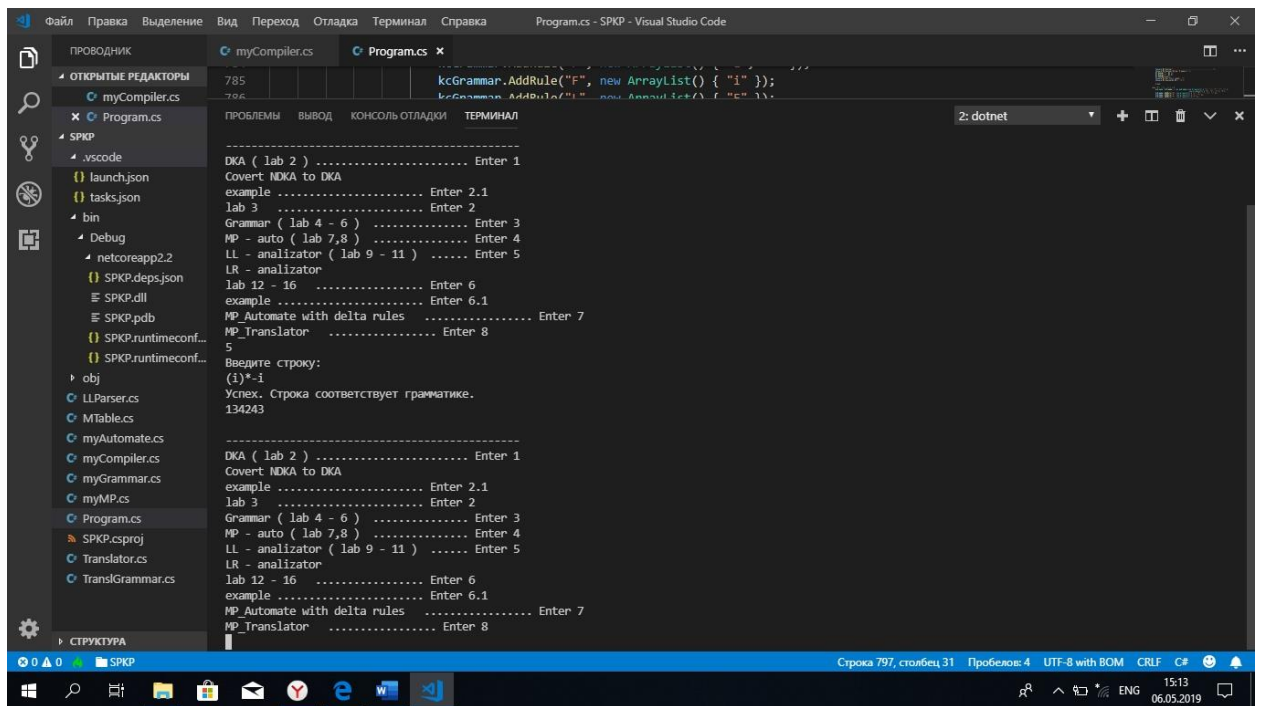 Файл Правка Выделение Вид Переход Отладка Терминал Справка Program.cs - SPKP - Visual Studio Code
ПРОВОДНИК
ОТКРЫТЫЕ РЕДАКТОРЫ
myCompiler.cs
Program.cs
SPKP
.vscode
{} launch.json
{} tasks.json
bin
Debug
netcoreapp2.2
{} SPKP.deps.json
SPKP.dll
SPKP.pdb
{} SPKP.runtimeconf...
{} SPKP.runtimeconf...
obj
LLParser.cs
MTable.cs
myAutomate.cs
myCompiler.cs
myGrammar.cs
myMP.cs
Program.cs
SPKP.csproj
Translator.cs
TranslGrammar.cs
СТРУКТУРА
myCompiler.cs Program.cs
785 kcGrammar.AddRule("F", new ArrayList() { "i" });
786
ПРОБЛЕМЫ ВЫВОД КОНСОЛЬ ОТЛАДКИ ТЕРМИНАЛ 2: dotnet
-----------------------------------------------
DKA ( lab 2 ) ........................ Enter 1
Covert NDKA to DKA
example ....................... Enter 2.1
lab 3 ....................... Enter 2
Grammar ( lab 4 - 6 ) ............... Enter 3
MP - auto ( lab 7,8 ) ............... Enter 4
LL - analizator ( lab 9 - 11 ) ...... Enter 5
LR - analizator
lab 12 - 16 ................. Enter 6
example ....................... Enter 6.1
MP_Automate with delta rules ................. Enter 7
MP_Translator ................. Enter 8
5
Введите строку:
(i)*-i
Успех. Строка соответствует грамматике.
134243
-----------------------------------------------
DKA ( lab 2 ) ........................ Enter 1
Covert NDKA to DKA
example ....................... Enter 2.1
lab 3 ....................... Enter 2
Grammar ( lab 4 - 6 ) ............... Enter 3
MP - auto ( lab 7,8 ) ............... Enter 4
LL - analizator ( lab 9 - 11 ) ...... Enter 5
LR - analizator
lab 12 - 16 ................. Enter 6
example ....................... Enter 6.1
MP_Automate with delta rules ................. Enter 7
MP_Translator ................. Enter 8
0 0 SPKP Строка 797, столбец 31 Пробелов: 4 UTF-8 with BOM CRLF C#
ENG 15:13
06.05.2019